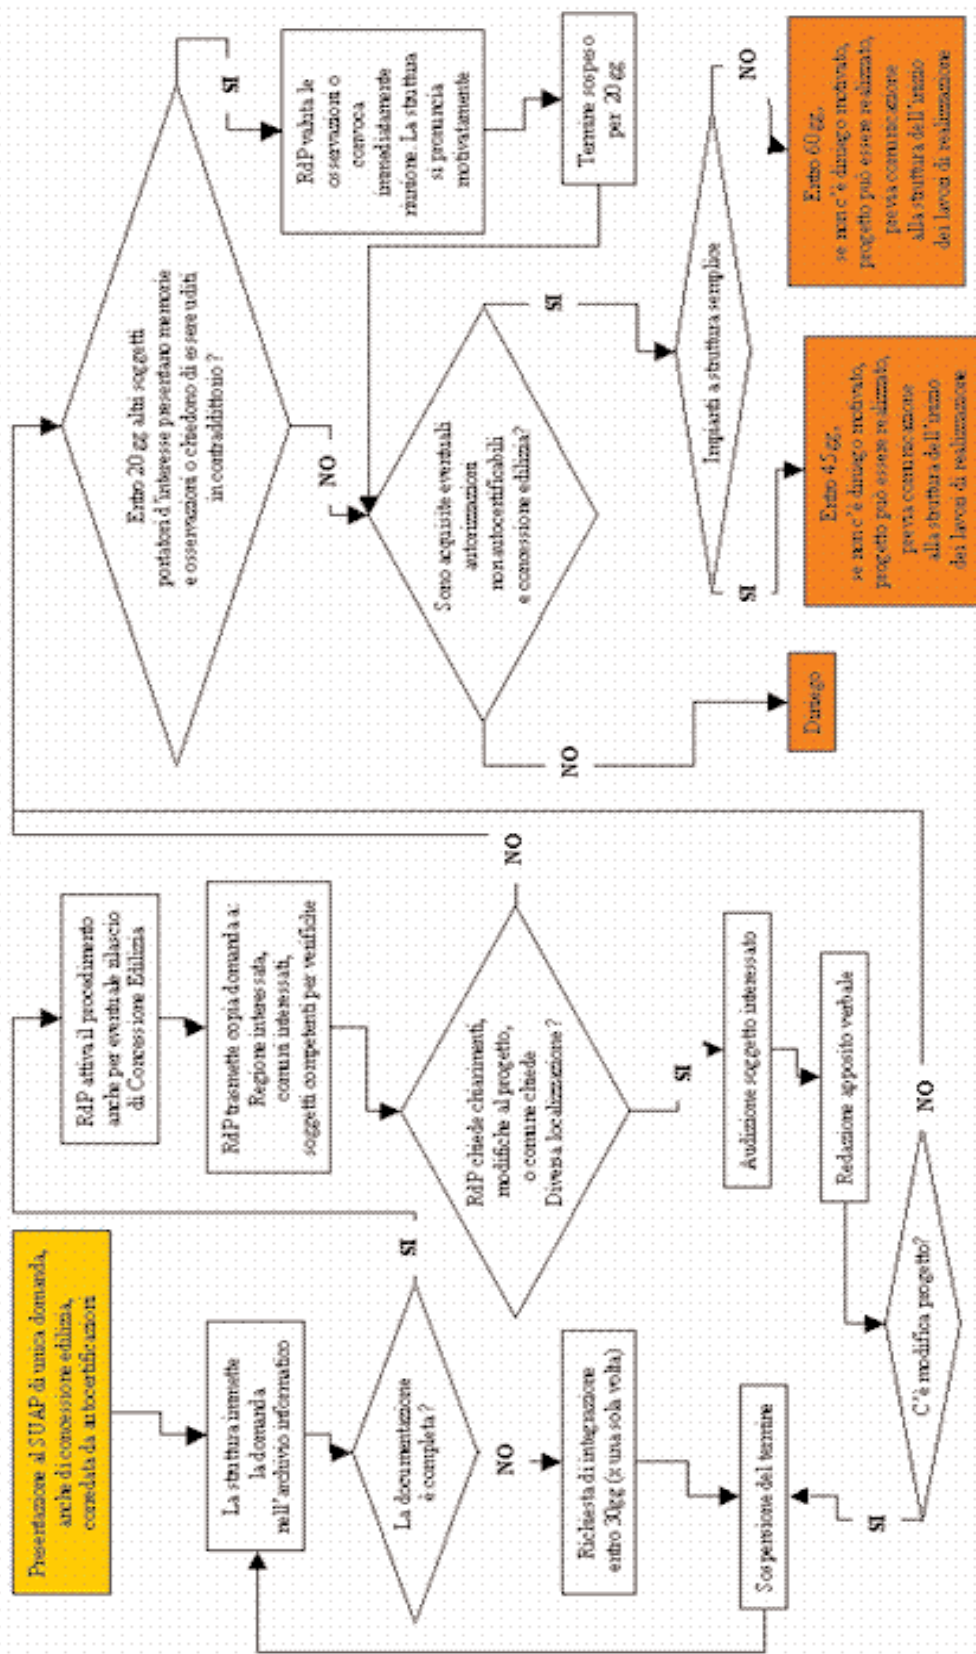 Presentazione al SUAP di unica domanda,
anche di concessione edilizia,
corredata da autocertificazioni
La struttura immette
la domanda
nell'archivio informatico
La documentazione
è completa ?
SI
NO
Richiesta di integrazione
entro 30gg (x una sola volta)
Sospensione del termine
RdP attiva il procedimento
anche per eventuale rilascio
di Concessione Edilizia
RdP trasmette copia domanda a:
Regione interessata,
comuni interessati,
soggetti competenti per verifiche
RdP chiede chiarimenti,
modifiche al progetto,
o comune chiede
Diversa localizzazione ?
NO
SI
Audizione soggetto interessato
Redazione apposito verbale
C'è modifica progetto?
SI
NO
Entro 20 gg altri soggetti
portatori d'interesse presentano memorie
e osservazioni o chiedono di essere uditi
in contraddittorio ?
SI
NO
RdP valuta le
osservazioni o
convoca
immediatamente
riunione. La struttura
si pronuncia
motivatamente
Termine sospeso
per 20 gg
Sono acquisite eventuali
autorizzazioni
non autocertificabili
e concessione edilizia?
SI
NO
Impianti a struttura semplice
NO
SI
Diniego
Entro 45 gg,
se non c'è diniego motivato,
progetto può essere realizzato,
previa comunicazione
alla struttura dell'inizio
dei lavori di realizzazione
Entro 60 gg,
se non c'è diniego motivato,
progetto può essere realizzato,
previa comunicazione
alla struttura dell'inizio
dei lavori di realizzazione